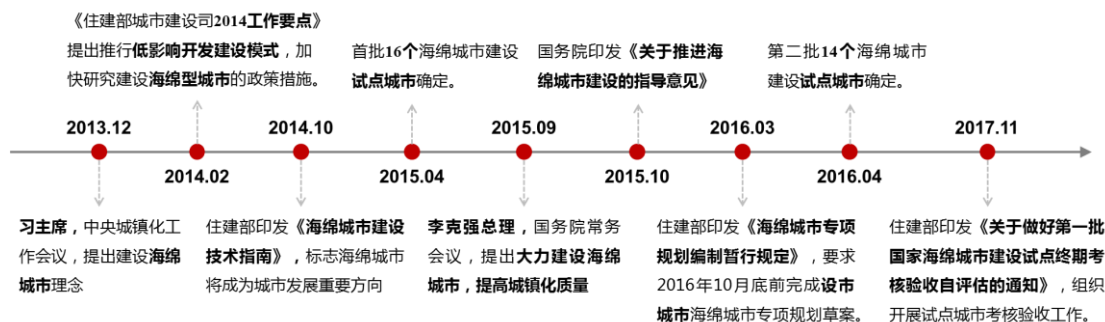 《住建部城市建设司2014工作要点》
提出推行低影响开发建设模式，加
快研究建设海绵型城市的政策措施。
首批16个海绵城市建设
试点城市确定。
国务院印发《关于推进海
绵城市建设的指导意见》
第二批14个海绵城市
建设试点城市确定。
2013.12
2014.10
2015.09
2016.03
2017.11
2014.02
2015.04
2015.10
2016.04
习主席，中央城镇化工
作会议，提出建设海绵
城市理念
住建部印发《海绵城市建设
技术指南》，标志海绵城市
将成为城市发展重要方向
李克强总理，国务院常务
会议，提出大力建设海绵
城市，提高城镇化质量
住建部印发《海绵城市专项
规划编制暂行规定》，要求
2016年10月底前完成设市
城市海绵城市专项规划草案。
住建部印发《关于做好第一批
国家海绵城市建设试点终期考
核验收自评估的通知》，组织
开展试点城市考核验收工作。